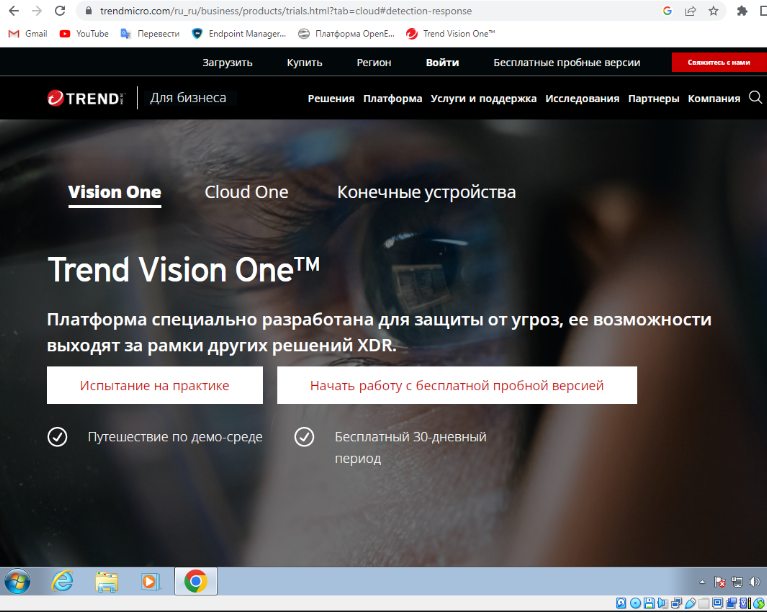 trendmicro.com/ru_ru/business/products/trials.html?tab=cloud#detection-response
Gmail YouTube Перевести Endpoint Manager... Платформа OpenE... Trend Vision One™
Загрузить Купить Регион Войти Бесплатные пробные версии Свяжитесь с нами
TREND Для бизнеса Решения Платформа Услуги и поддержка Исследования Партнеры Компания
Vision One Cloud One Конечные устройства
Trend Vision One™
Платформа специально разработана для защиты от угроз, ее возможности
выходят за рамки других решений XDR.
Испытание на практике Начать работу с бесплатной пробной версией
Путешествие по демо-среде Бесплатный 30-дневный
период